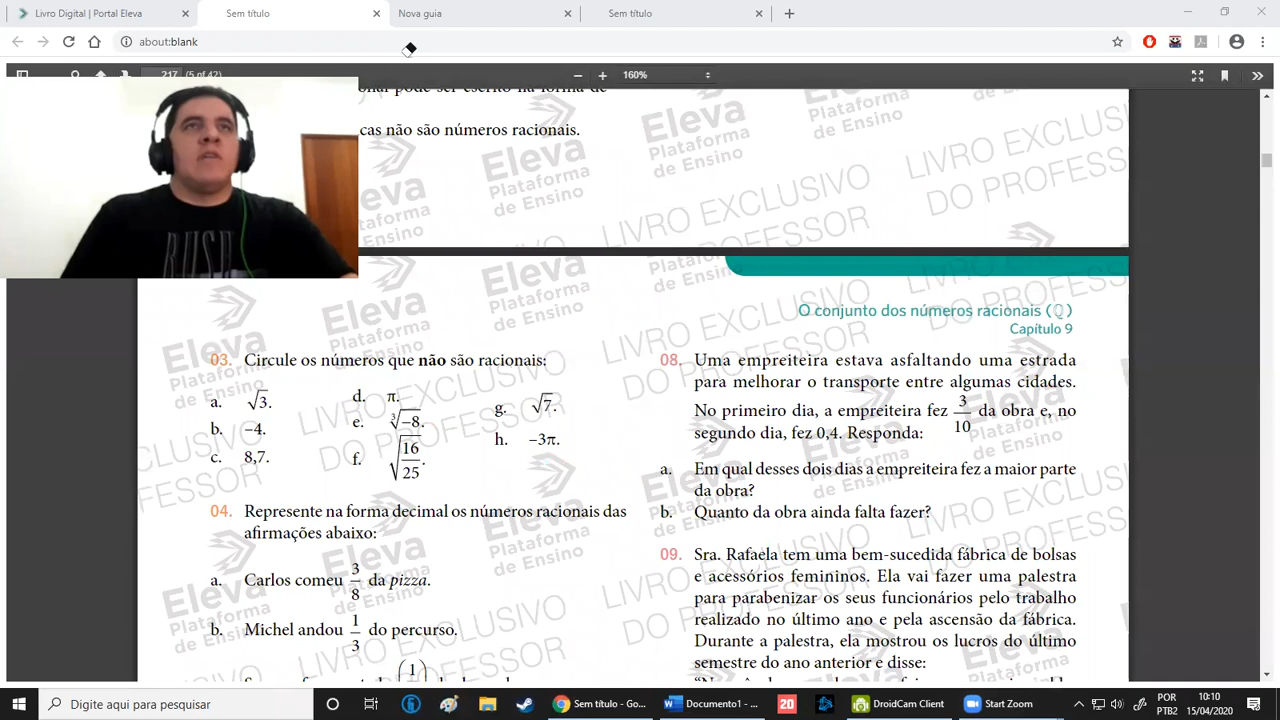 Livro Digital | Portal Eleva
Sem título
Nova guia
Sem título
about:blank
217 (5 of 42)
160%
pode ser escrito na forma de
cas não são números racionais.
O conjunto dos números racionais (ℚ)
Capítulo 9
03. Circule os números que não são racionais:
a. √3.
b. –4.
c. 8,7.
d. π.
e. ∛–8.
f. √16/25.
g. √7.
h. –3π.
04. Represente na forma decimal os números racionais das
afirmações abaixo:
a. Carlos comeu 3/8 da pizza.
b. Michel andou 1/3 do percurso.
08. Uma empreiteira estava asfaltando uma estrada
para melhorar o transporte entre algumas cidades.
No primeiro dia, a empreiteira fez 3/10 da obra e, no
segundo dia, fez 0,4. Responda:
a. Em qual desses dois dias a empreiteira fez a maior parte
da obra?
b. Quanto da obra ainda falta fazer?
09. Sra. Rafaela tem uma bem-sucedida fábrica de bolsas
e acessórios femininos. Ela vai fazer uma palestra
para parabenizar os seus funcionários pelo trabalho
realizado no último ano e pela ascensão da fábrica.
Durante a palestra, ela mostrou os lucros do último
semestre do ano anterior e disse:
Eleva
Plataforma
de Ensino
LIVRO EXCLUSIVO
DO PROFESSOR
RUSH
Digite aqui para pesquisar
Sem título - Go...
Documento1 - ...
20
DroidCam Client
Start Zoom
POR
PTB2
10:10
15/04/2020